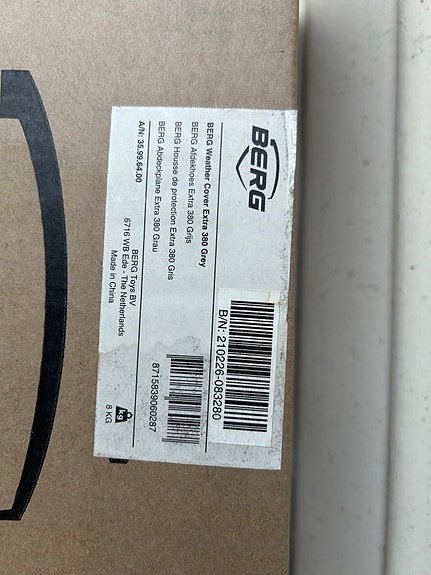 BERG
BERG Weather Cover Extra 380 Grey
BERG Afdekhoes Extra 380 Grijs
BERG Housse de protection Extra 380 Gris
BERG Abdeckplane Extra 380 Grau
A/N: 35.99.64.00
B/N: 210226-083280
8715839060287
BERG Toys BV
6716 WB Ede - The Netherlands
Made in China
kg
8 KG